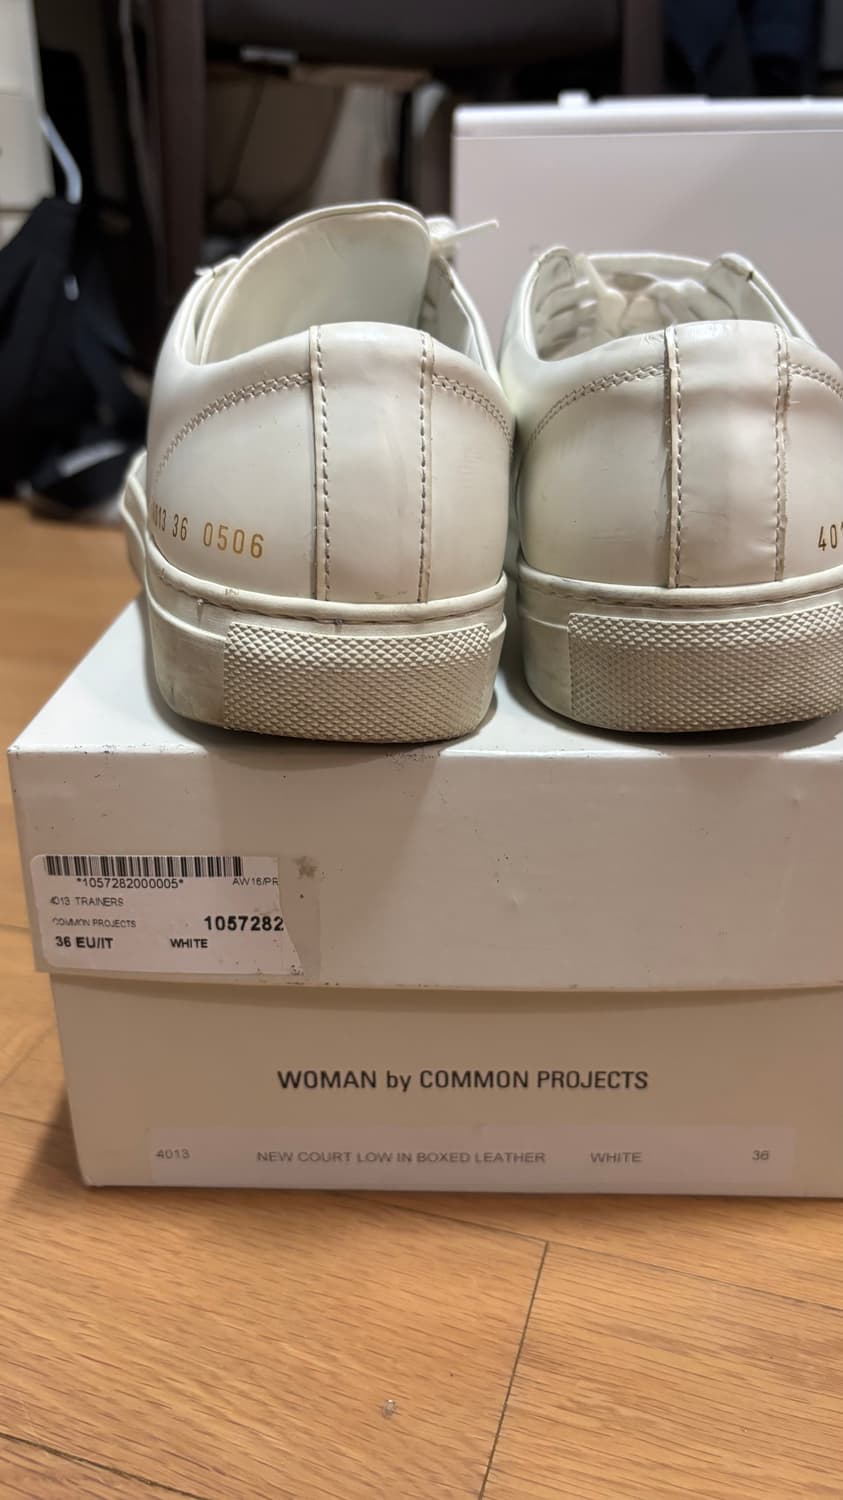 4013 36 0506
40
*1057282000005*
AW16/PR
4013 TRAINERS
COMMON PROJECTS
1057282
36 EU/IT
WHITE
WOMAN by COMMON PROJECTS
4013 NEW COURT LOW IN BOXED LEATHER WHITE 36